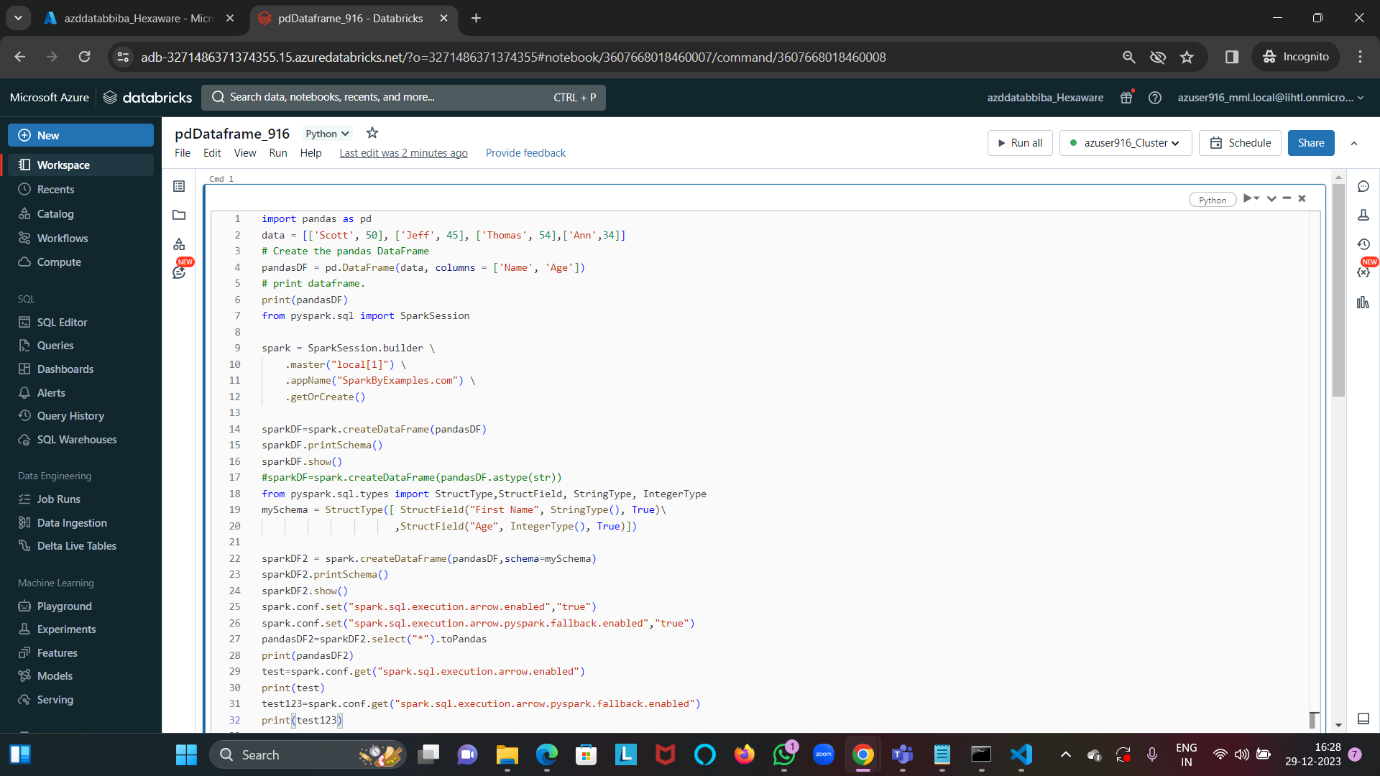 azddatabbiba_Hexaware - Micr
pdDataframe_916 - Databricks
adb-3271486371374355.15.azuredatabricks.net/?o=3271486371374355#notebook/3607668018460007/command/3607668018460008
Incognito
Microsoft Azure
databricks
Search data, notebooks, recents, and more...
CTRL + P
azddatabbiba_Hexaware
azuser916_mml.local@iihtl.onmicro...
New
Workspace
Recents
Catalog
Workflows
Compute
SQL
SQL Editor
Queries
Dashboards
Alerts
Query History
SQL Warehouses
Data Engineering
Job Runs
Data Ingestion
Delta Live Tables
Machine Learning
Playground
Experiments
Features
Models
Serving
pdDataframe_916
Python
File Edit View Run Help Last edit was 2 minutes ago Provide feedback
Run all
azuser916_Cluster
Schedule
Share
NEW
NEW
Cmd 1
Python
1 import pandas as pd
2 data = [['Scott', 50], ['Jeff', 45], ['Thomas', 54],['Ann',34]]
3 # Create the pandas DataFrame
4 pandasDF = pd.DataFrame(data, columns = ['Name', 'Age'])
5 # print dataframe.
6 print(pandasDF)
7 from pyspark.sql import SparkSession
8
9 spark = SparkSession.builder \
10 .master("local[1]") \
11 .appName("SparkByExamples.com") \
12 .getOrCreate()
13
14 sparkDF=spark.createDataFrame(pandasDF)
15 sparkDF.printSchema()
16 sparkDF.show()
17 #sparkDF=spark.createDataFrame(pandasDF.astype(str))
18 from pyspark.sql.types import StructType,StructField, StringType, IntegerType
19 mySchema = StructType([ StructField("First Name", StringType(), True)\
20 ,StructField("Age", IntegerType(), True)])
21
22 sparkDF2 = spark.createDataFrame(pandasDF,schema=mySchema)
23 sparkDF2.printSchema()
24 sparkDF2.show()
25 spark.conf.set("spark.sql.execution.arrow.enabled","true")
26 spark.conf.set("spark.sql.execution.arrow.pyspark.fallback.enabled","true")
27 pandasDF2=sparkDF2.select("*").toPandas
28 print(pandasDF2)
29 test=spark.conf.get("spark.sql.execution.arrow.enabled")
30 print(test)
31 test123=spark.conf.get("spark.sql.execution.arrow.pyspark.fallback.enabled")
32 print(test123)
Search
L
zoom
1
ENG
IN
16:28
29-12-2023
7